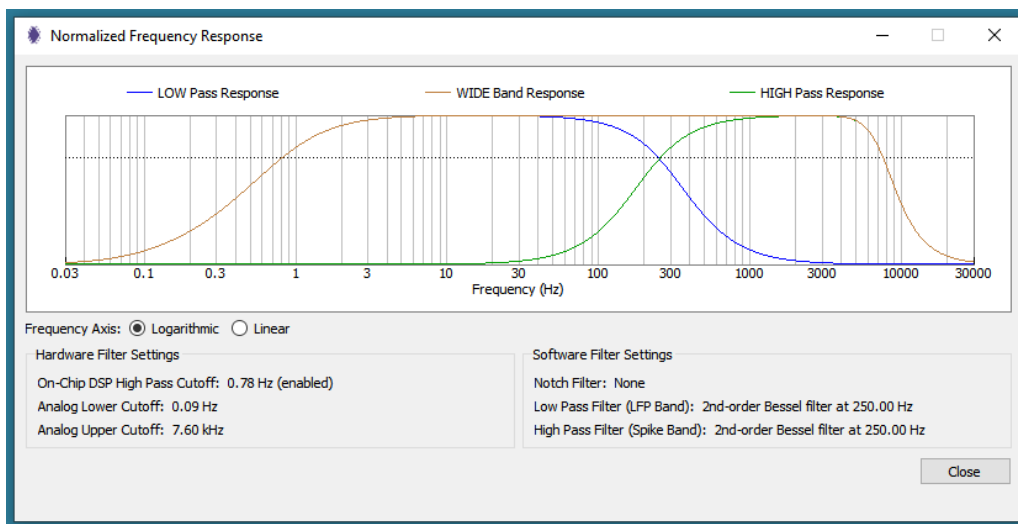 Normalized Frequency Response
LOW Pass Response WIDE Band Response HIGH Pass Response
0.03 0.1 0.3 1 3 10 30 100 300 1000 3000 10000 30000
Frequency (Hz)
Frequency Axis: Logarithmic Linear
Hardware Filter Settings
On-Chip DSP High Pass Cutoff: 0.78 Hz (enabled)
Analog Lower Cutoff: 0.09 Hz
Analog Upper Cutoff: 7.60 kHz
Software Filter Settings
Notch Filter: None
Low Pass Filter (LFP Band): 2nd-order Bessel filter at 250.00 Hz
High Pass Filter (Spike Band): 2nd-order Bessel filter at 250.00 Hz
Close